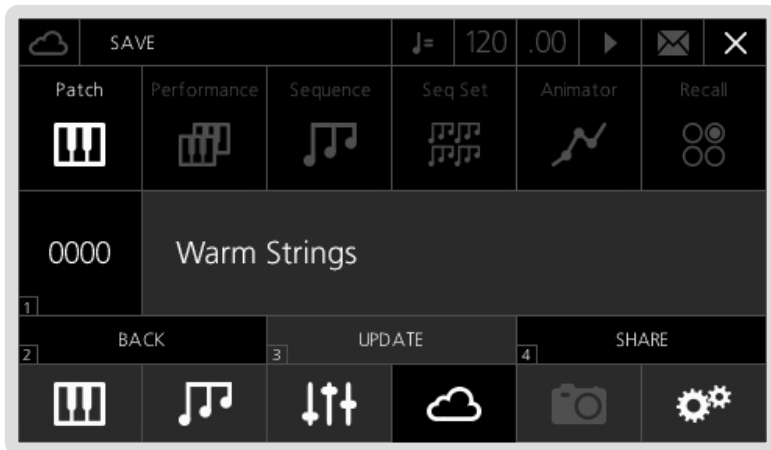 SAVE ♩= 120 .00
Patch Performance Sequence Seq Set Animator Recall
0000 Warm Strings
1
BACK UPDATE SHARE
2 3 4